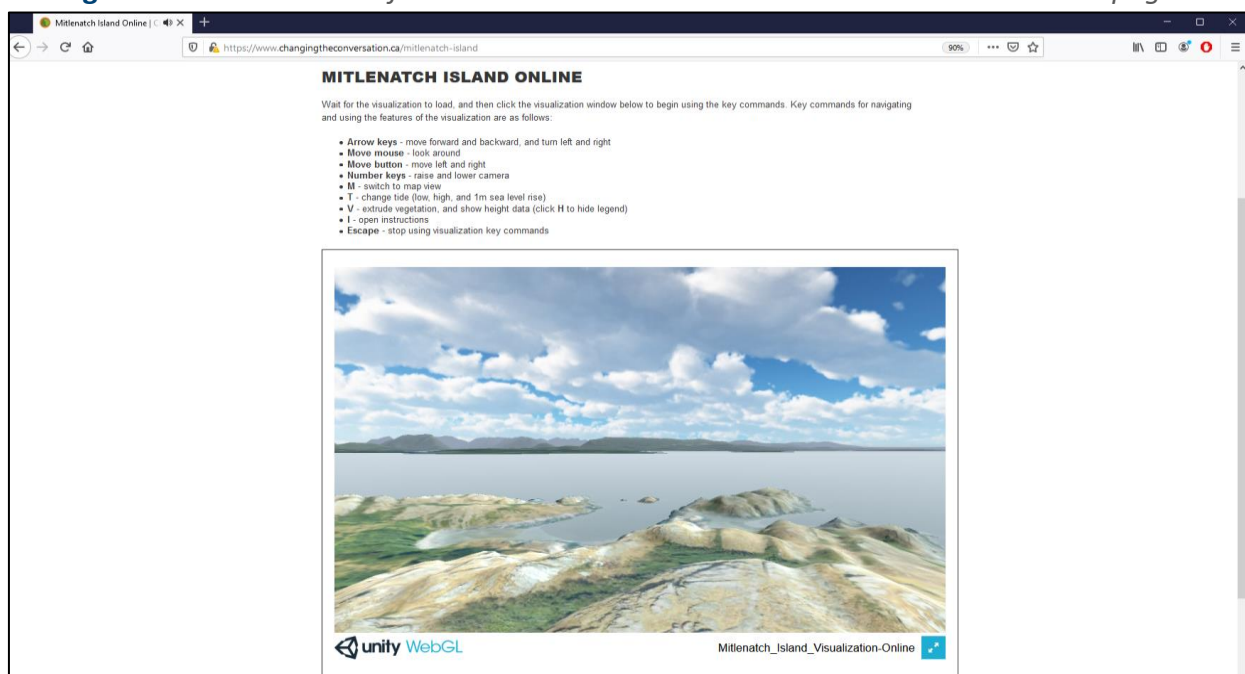 Mitlenatch Island Online |
https://www.changingtheconversation.ca/mitlenatch-island
90%
MITLENATCH ISLAND ONLINE
Wait for the visualization to load, and then click the visualization window below to begin using the key commands. Key commands for navigating
and using the features of the visualization are as follows:
Arrow keys - move forward and backward, and turn left and right
Move mouse - look around
Move button - move left and right
Number keys - raise and lower camera
M - switch to map view
T - change tide (low, high, and 1m sea level rise)
V - extrude vegetation, and show height data (click H to hide legend)
I - open instructions
Escape - stop using visualization key commands
unity WebGL
Mitlenatch_Island_Visualization-Online